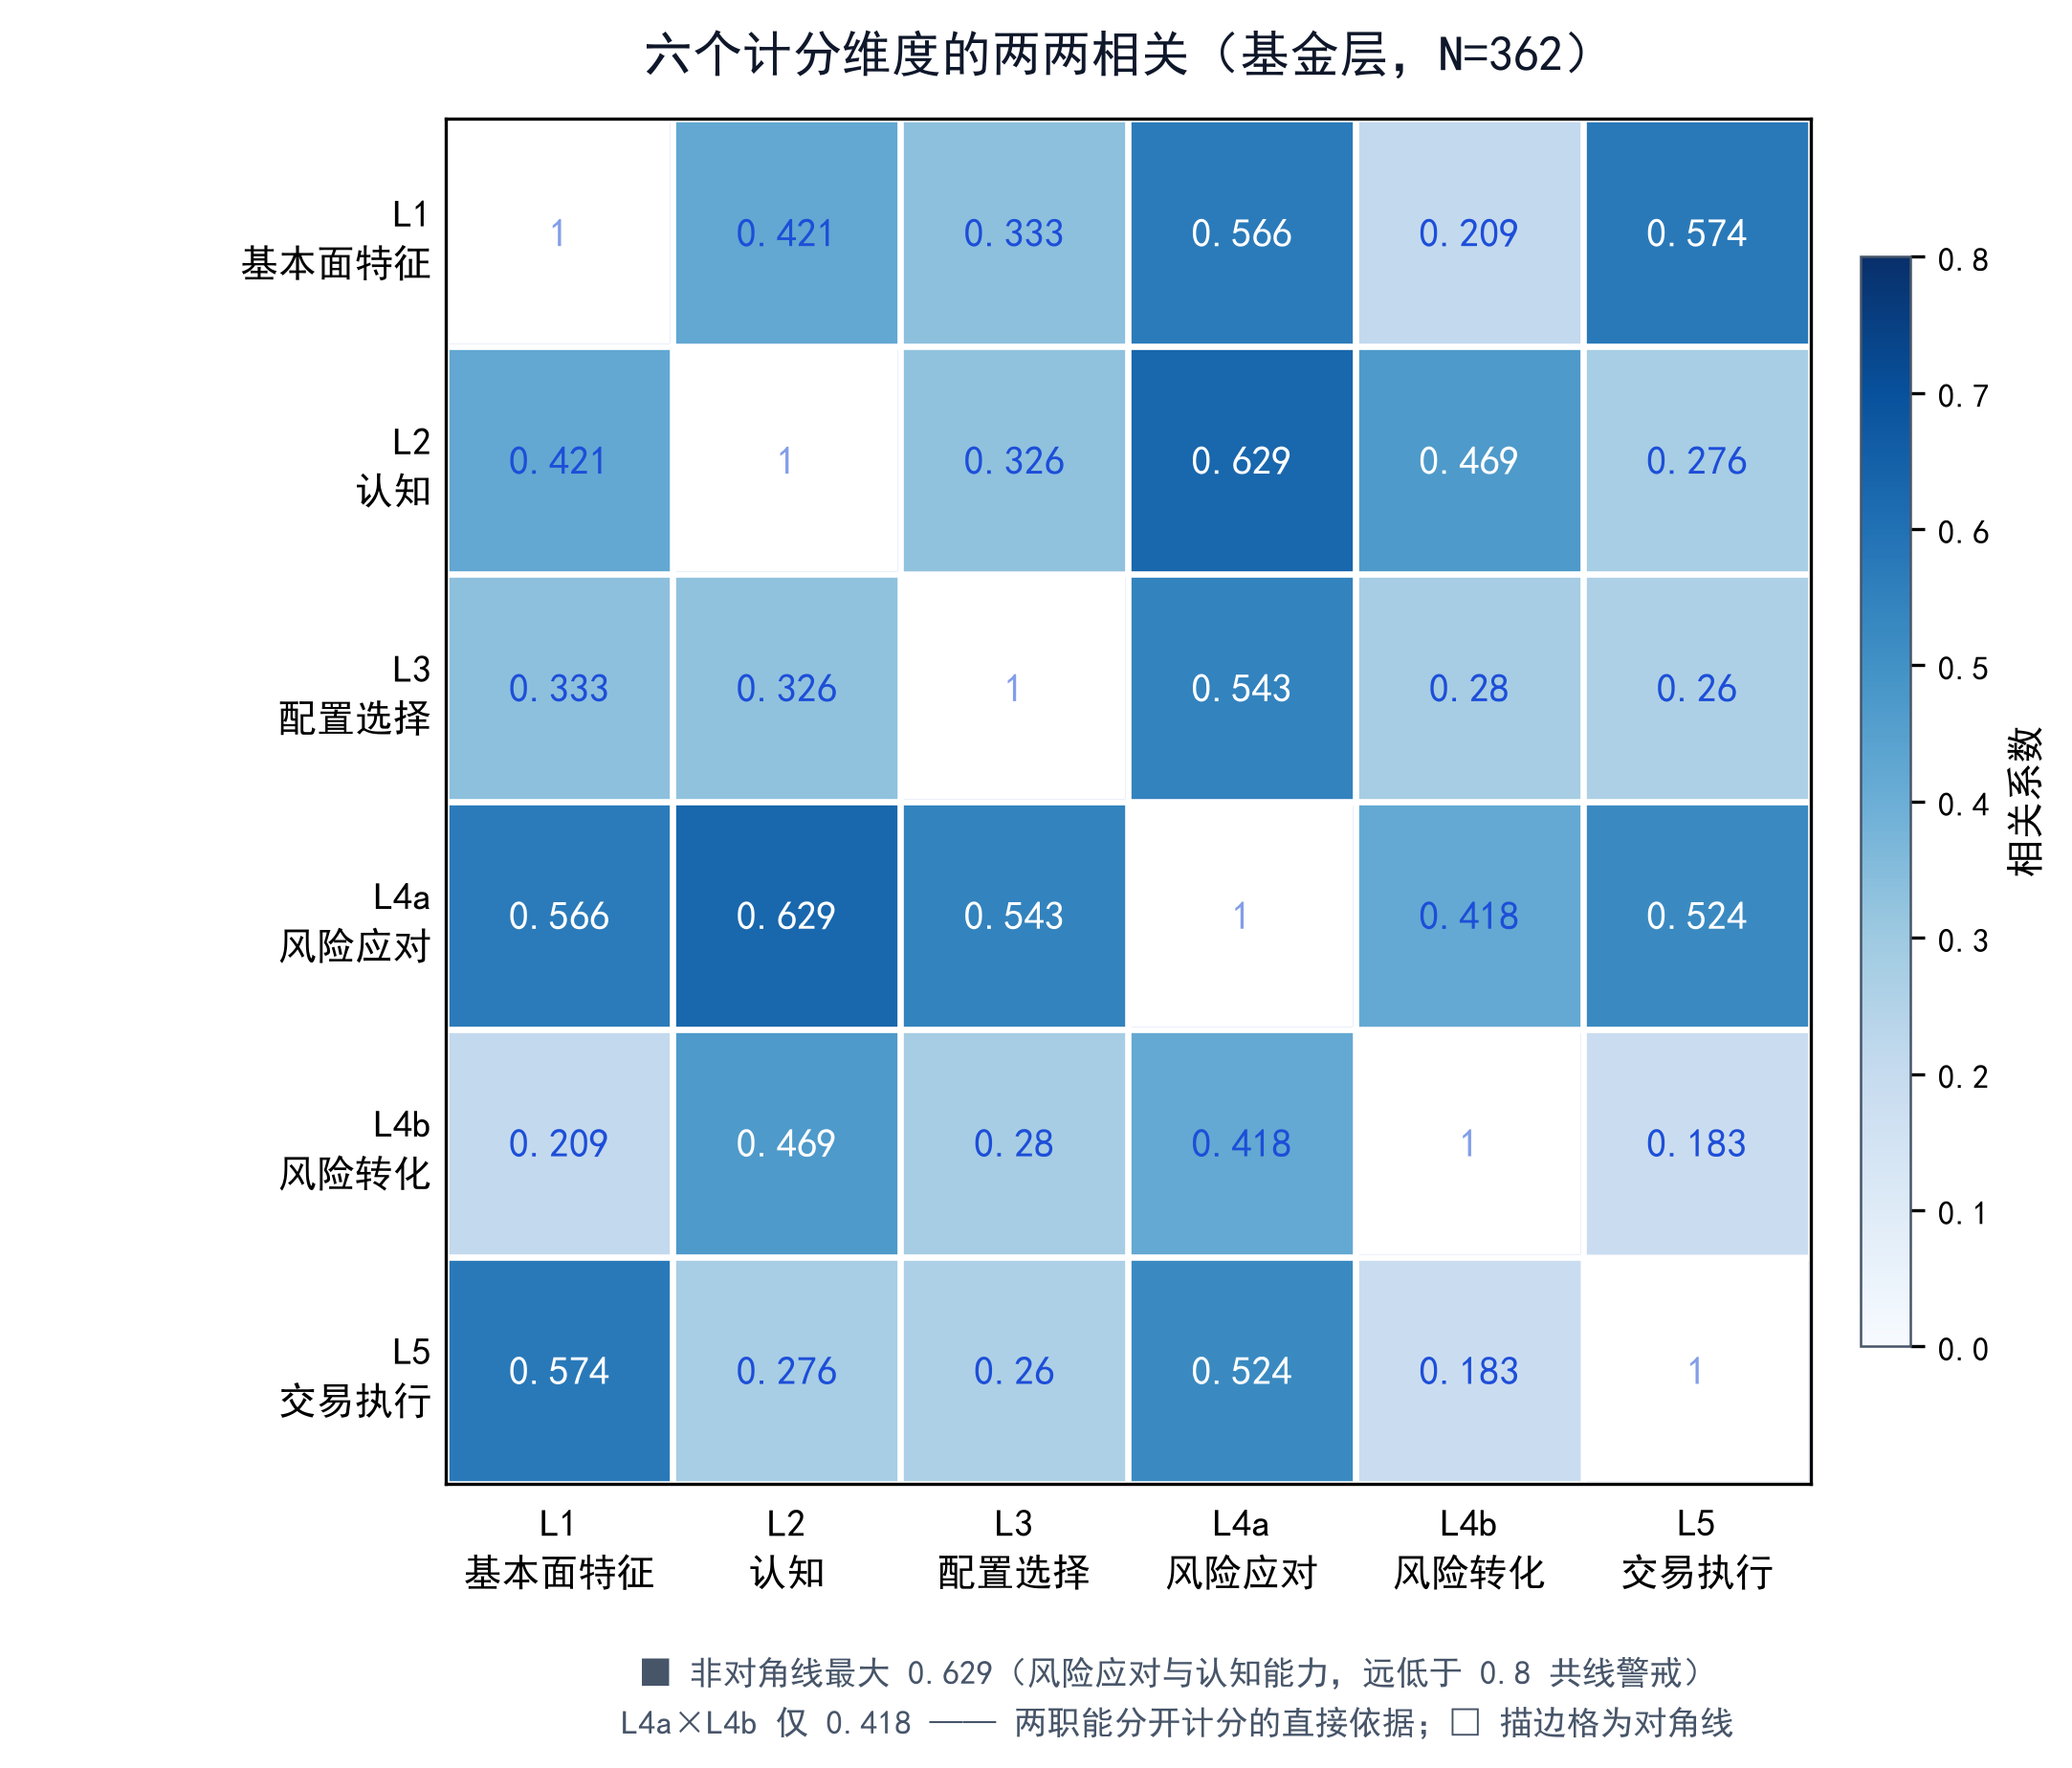 六个计分维度的两两相关（基金层，N=362）
L1
基本面特征
1 0.421 0.333 0.566 0.209 0.574
L2
认知
0.421 1 0.326 0.629 0.469 0.276
L3
配置选择
0.333 0.326 1 0.543 0.28 0.26
L4a
风险应对
0.566 0.629 0.543 1 0.418 0.524
L4b
风险转化
0.209 0.469 0.28 0.418 1 0.183
L5
交易执行
0.574 0.276 0.26 0.524 0.183 1
L1 L2 L3 L4a L4b L5
基本面特征 认知 配置选择 风险应对 风险转化 交易执行
0.8
0.7
0.6
0.5
0.4
0.3
0.2
0.1
0.0
相关系数
■ 非对角线最大 0.629（风险应对与认知能力，远低于 0.8 共线警戒）
L4a×L4b 仅 0.418 —— 两职能分开计分的直接依据；□ 描边格为对角线